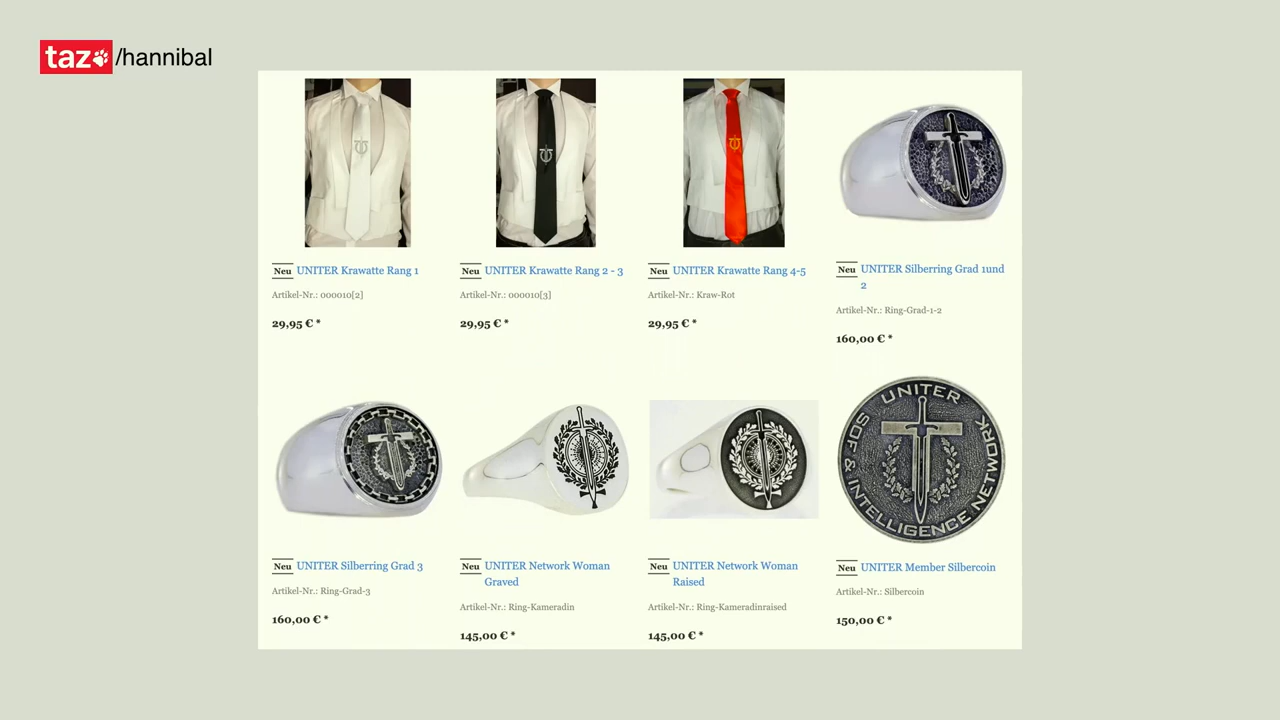 taz /hannibal
Neu UNITER Krawatte Rang 1
Artikel-Nr.: 000010[2]
29,95 € *
Neu UNITER Krawatte Rang 2 - 3
Artikel-Nr.: 000010[3]
29,95 € *
Neu UNITER Krawatte Rang 4-5
Artikel-Nr.: Kraw-Rot
29,95 € *
Neu UNITER Silberring Grad 1und
2
Artikel-Nr.: Ring-Grad-1-2
160,00 € *
UNITER
SOF & INTELLIGENCE NETWORK
Neu UNITER Silberring Grad 3
Artikel-Nr.: Ring-Grad-3
160,00 € *
Neu UNITER Network Woman
Graved
Artikel-Nr.: Ring-Kameradin
145,00 € *
Neu UNITER Network Woman
Raised
Artikel-Nr.: Ring-Kameradinraised
145,00 € *
Neu UNITER Member Silbercoin
Artikel-Nr.: Silbercoin
150,00 € *